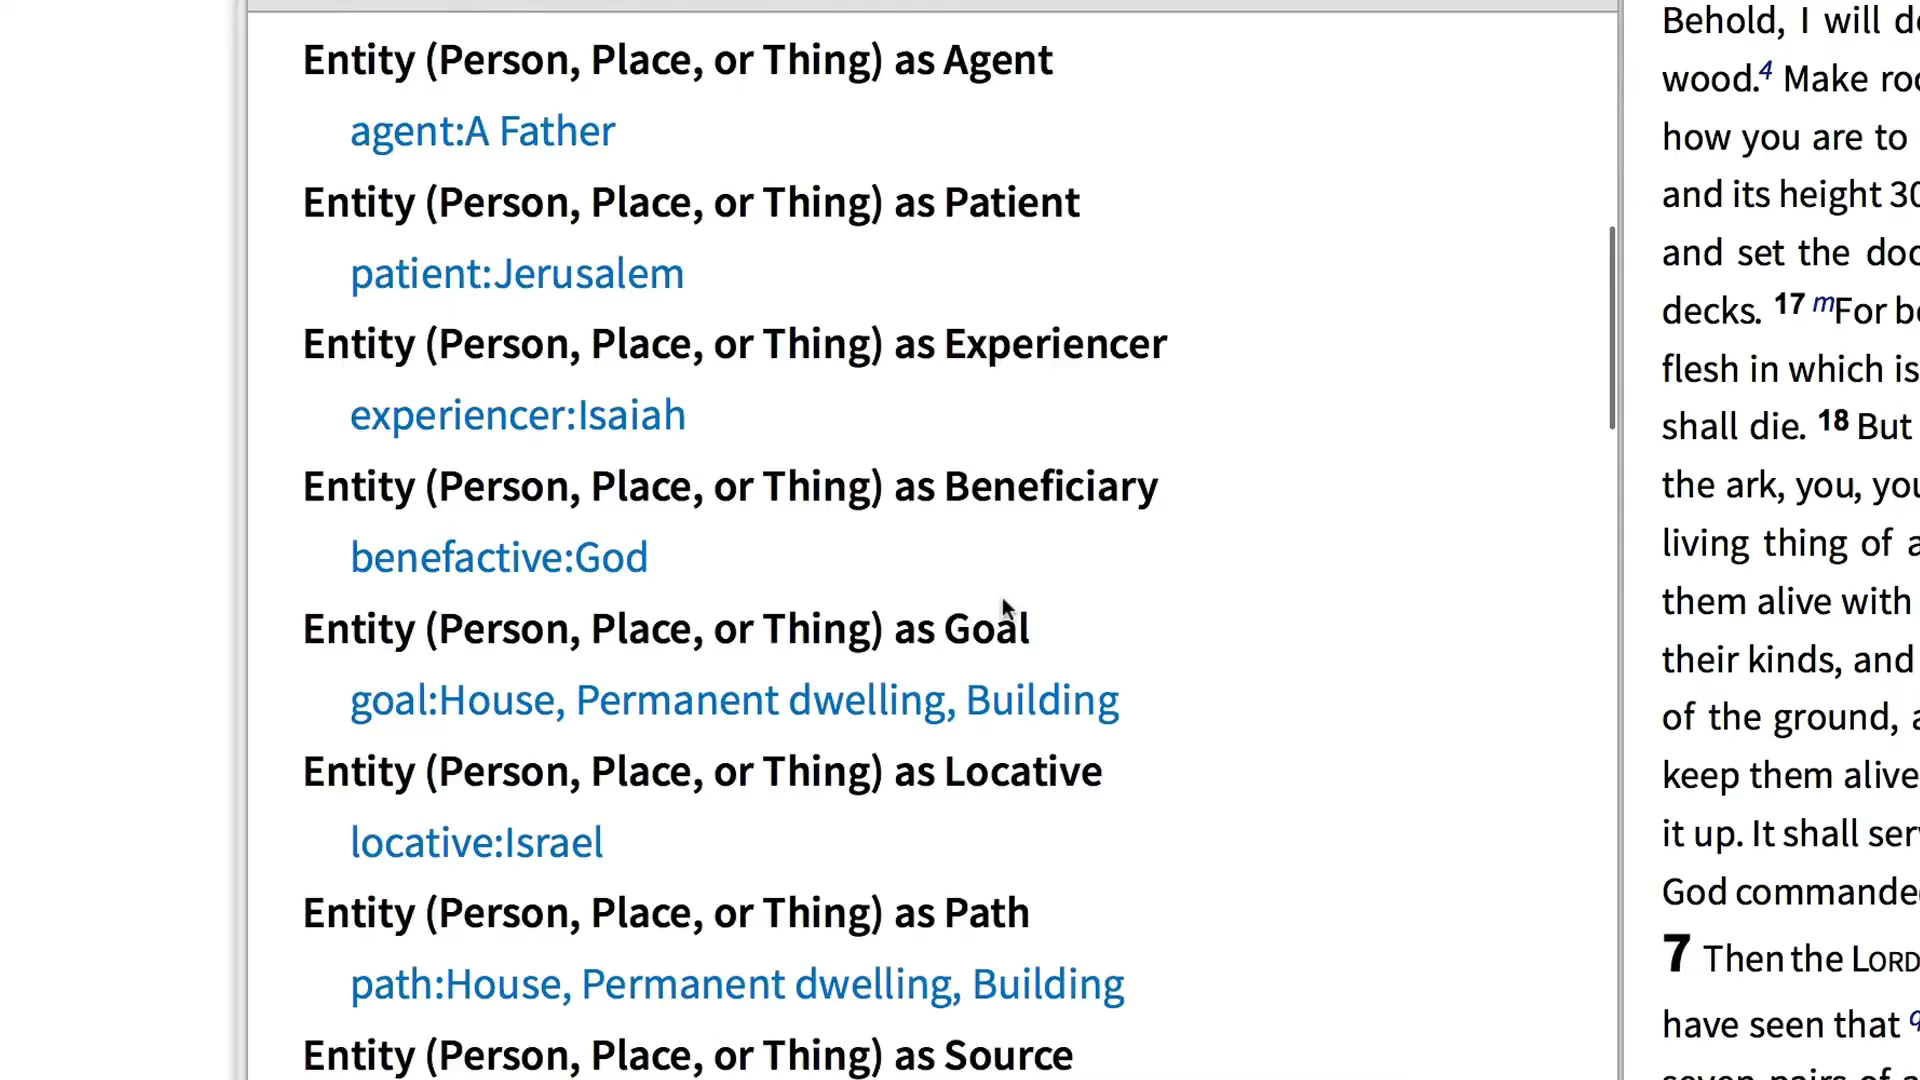 Entity (Person, Place, or Thing) as Agent
agent:A Father
Entity (Person, Place, or Thing) as Patient
patient:Jerusalem
Entity (Person, Place, or Thing) as Experiencer
experiencer:Isaiah
Entity (Person, Place, or Thing) as Beneficiary
benefactive:God
Entity (Person, Place, or Thing) as Goal
goal:House, Permanent dwelling, Building
Entity (Person, Place, or Thing) as Locative
locative:Israel
Entity (Person, Place, or Thing) as Path
path:House, Permanent dwelling, Building
Entity (Person, Place, or Thing) as Source
Behold, I will
wood.4 Make
how you are to
and its height
and set the
decks. 17 mFor
flesh in which is
shall die. 18 But
the ark, you,
living thing of
them alive with
their kinds, and
of the ground,
keep them alive
it up. It shall
God
7 Then the LORD
have seen that
seven pairs of